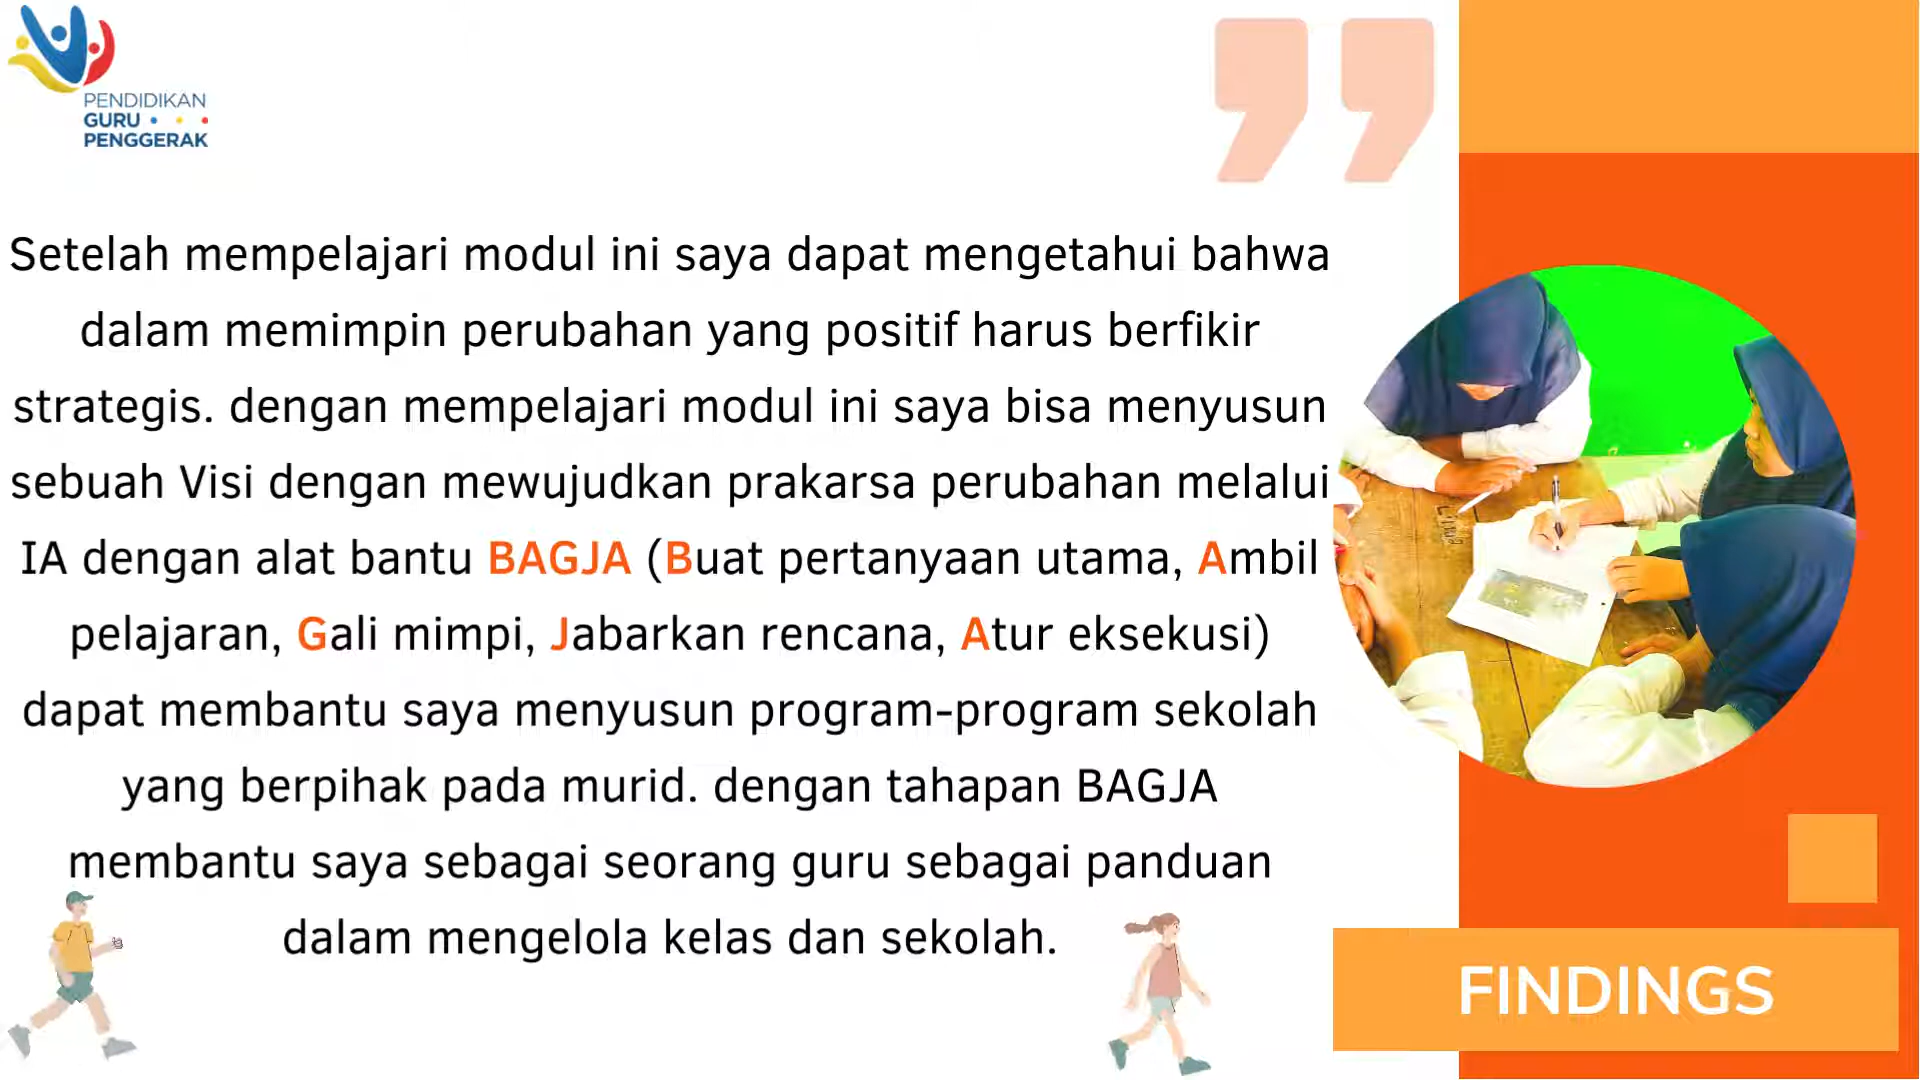 PENDIDIKAN
GURU
PENGGERAK
Setelah mempelajari modul ini saya dapat mengetahui bahwa
dalam memimpin perubahan yang positif harus berfikir
strategis. dengan mempelajari modul ini saya bisa menyusun
sebuah Visi dengan mewujudkan prakarsa perubahan melalui
IA dengan alat bantu BAGJA (Buat pertanyaan utama, Ambil
pelajaran, Gali mimpi, Jabarkan rencana, Atur eksekusi)
dapat membantu saya menyusun program-program sekolah
yang berpihak pada murid. dengan tahapan BAGJA
membantu saya sebagai seorang guru sebagai panduan
dalam mengelola kelas dan sekolah.
FINDINGS